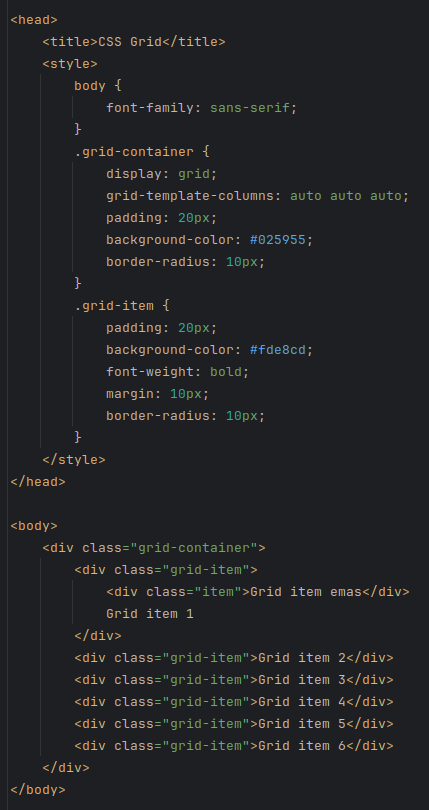 <head>
    <title>CSS Grid</title>
    <style>
        body {
            font-family: sans-serif;
        }
        .grid-container {
            display: grid;
            grid-template-columns: auto auto auto;
            padding: 20px;
            background-color: #025955;
            border-radius: 10px;
        }
        .grid-item {
            padding: 20px;
            background-color: #fde8cd;
            font-weight: bold;
            margin: 10px;
            border-radius: 10px;
        }
    </style>
</head>

<body>
    <div class="grid-container">
        <div class="grid-item">
            <div class="item">Grid item emas</div>
            Grid item 1
        </div>
        <div class="grid-item">Grid item 2</div>
        <div class="grid-item">Grid item 3</div>
        <div class="grid-item">Grid item 4</div>
        <div class="grid-item">Grid item 5</div>
        <div class="grid-item">Grid item 6</div>
    </div>
</body>